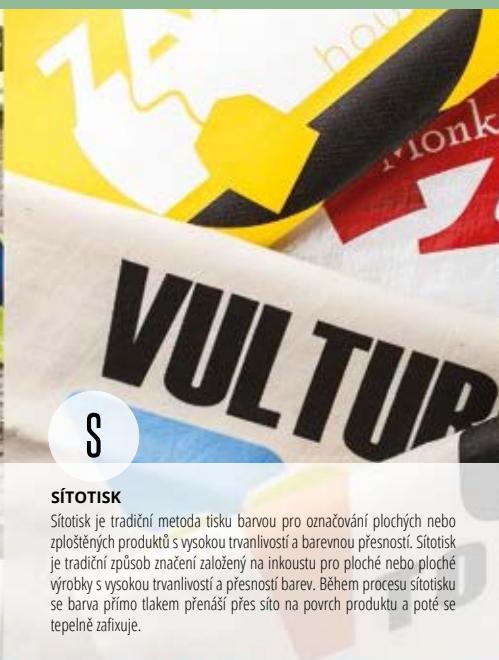 hou
Monk
VULTUR
S
SÍTOTISK
Sítotisk je tradiční metoda tisku barvou pro označování plochých nebo
zploštěných produktů s vysokou trvanlivostí a barevnou přesností. Sítotisk
je tradiční způsob značení založený na inkoustu pro ploché nebo ploché
výrobky s vysokou trvanlivostí a přesností barev. Během procesu sítotisku
se barva přímo tlakem přenáší přes síto na povrch produktu a poté se
tepelně zafixuje.